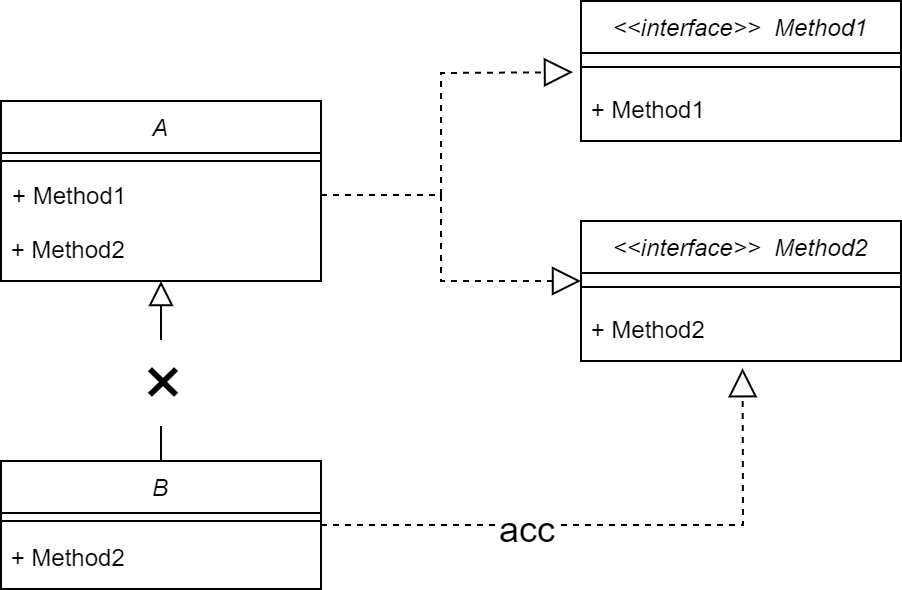 <<interface>> Method1
+ Method1
A
+ Method1
+ Method2
<<interface>> Method2
+ Method2
B
+ Method2
acc